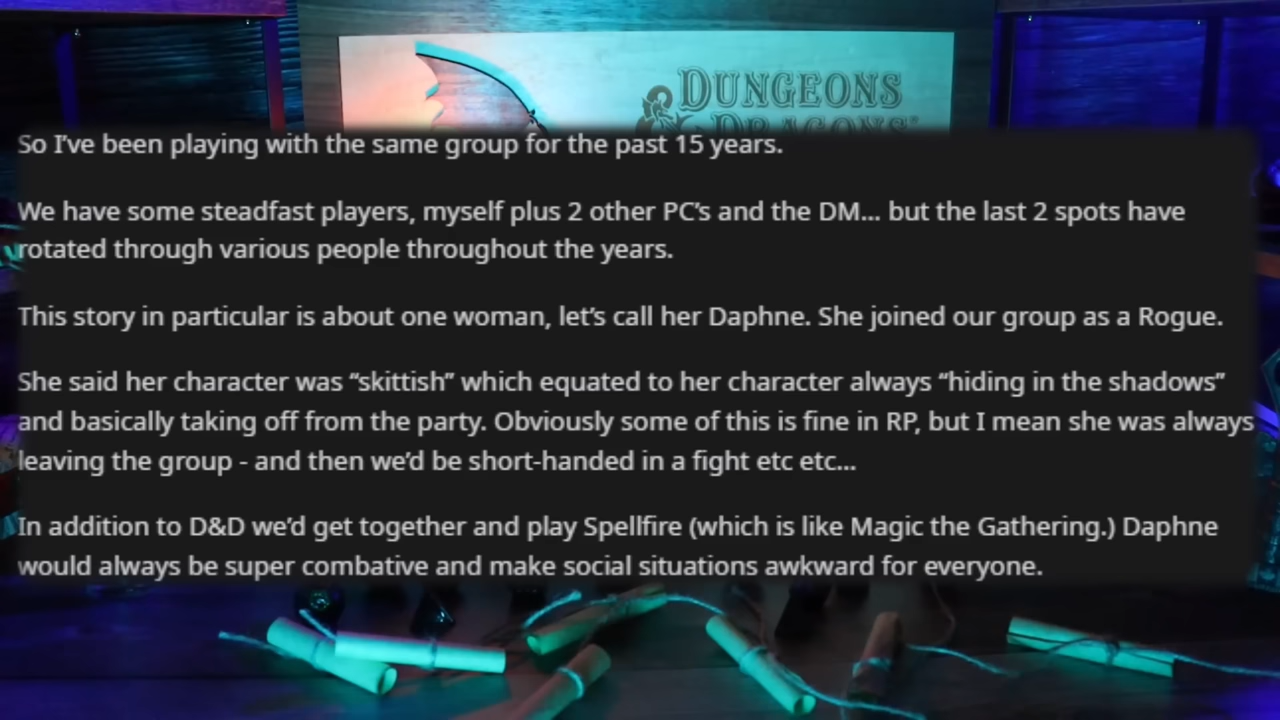 DUNGEONS
& DRAGONS
So I've been playing with the same group for the past 15 years.
We have some steadfast players, myself plus 2 other PC's and the DM... but the last 2 spots have
rotated through various people throughout the years.
This story in particular is about one woman, let's call her Daphne. She joined our group as a Rogue.
She said her character was “skittish” which equated to her character always “hiding in the shadows”
and basically taking off from the party. Obviously some of this is fine in RP, but I mean she was always
leaving the group - and then we'd be short-handed in a fight etc etc...
In addition to D&D we'd get together and play Spellfire (which is like Magic the Gathering.) Daphne
would always be super combative and make social situations awkward for everyone.